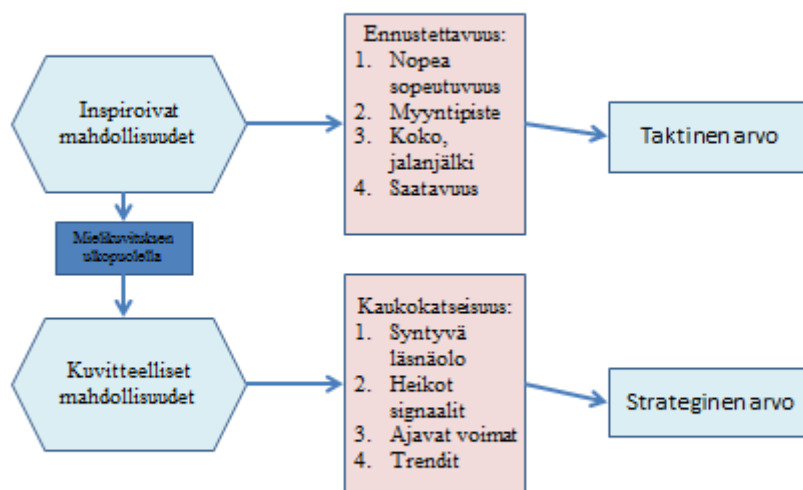 Inspiroivat
mahdollisuudet
Ennustettavuus:
1. Nopea
sopeutuvuus
2. Myyntipiste
3. Koko,
jalanjälki
4. Saatavuus
Taktinen arvo
Mielikuvituksen
ulkopuolella
Kuvitteelliset
mahdollisuudet
Kaukokatseisuus:
1. Syntyvä
läsnäolo
2. Heikot
signaalit
3. Ajavat voimat
4. Trendit
Strateginen arvo